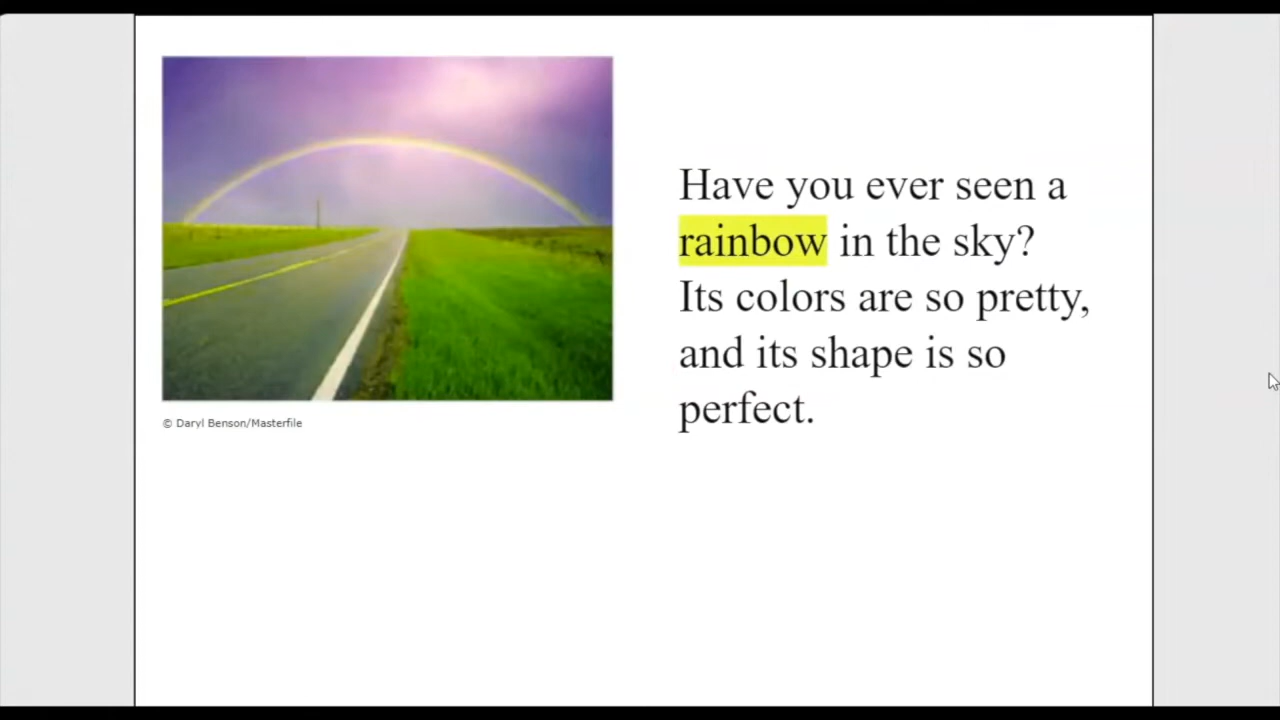 Have you ever seen a
rainbow in the sky?
Its colors are so pretty,
and its shape is so
perfect.
© Daryl Benson/Masterfile